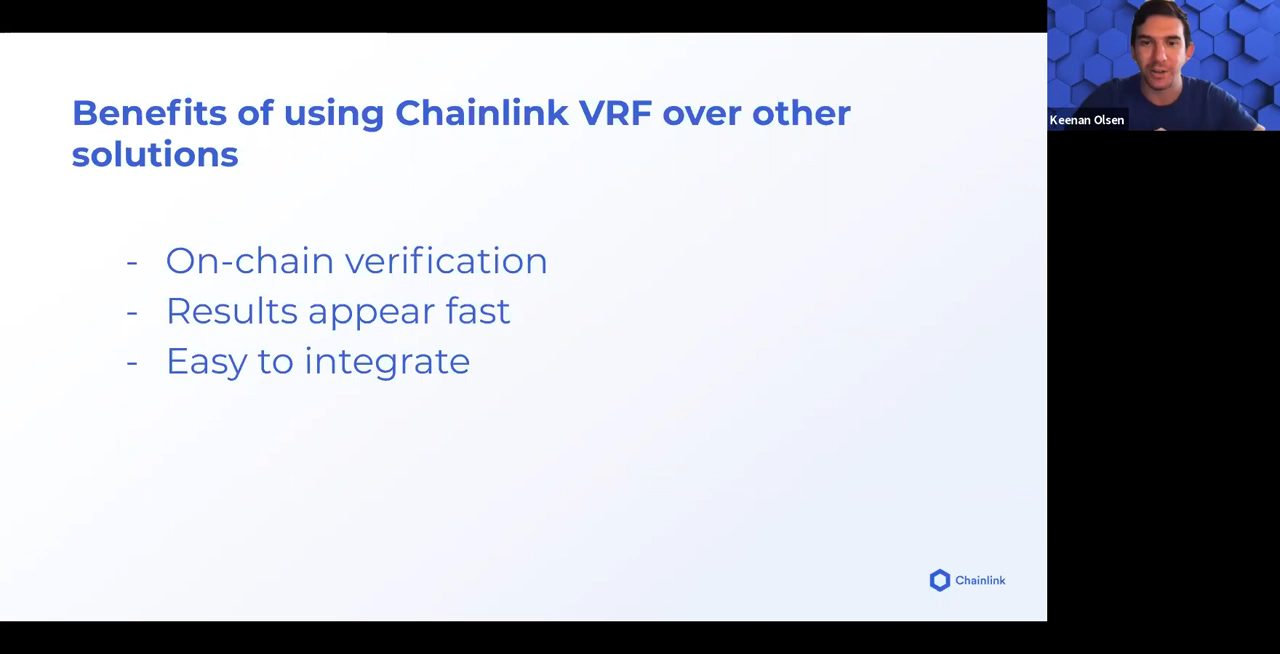 Benefits of using Chainlink VRF over other
solutions
- On-chain verification
- Results appear fast
- Easy to integrate
Chainlink
Keenan Olsen